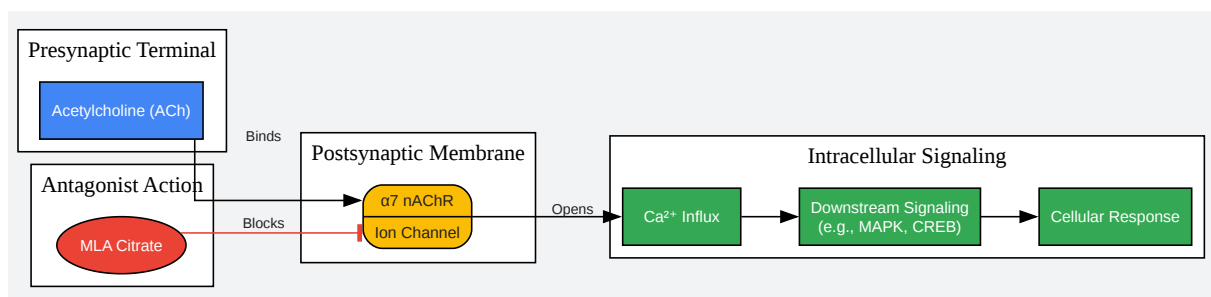 Presynaptic Terminal
Acetylcholine (ACh)
Binds
Antagonist Action
MLA Citrate
Blocks
Postsynaptic Membrane
α7 nAChR
Ion Channel
Opens
Intracellular Signaling
Ca²⁺ Influx
Downstream Signaling
(e.g., MAPK, CREB)
Cellular Response